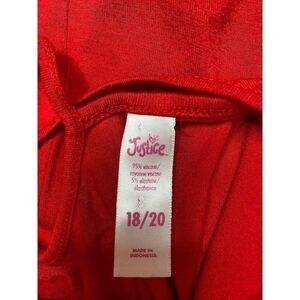 Justice
95% viscose/
rayonne viscose
5% elastane/
élasthanne
18/20
MADE IN
INDONESIA